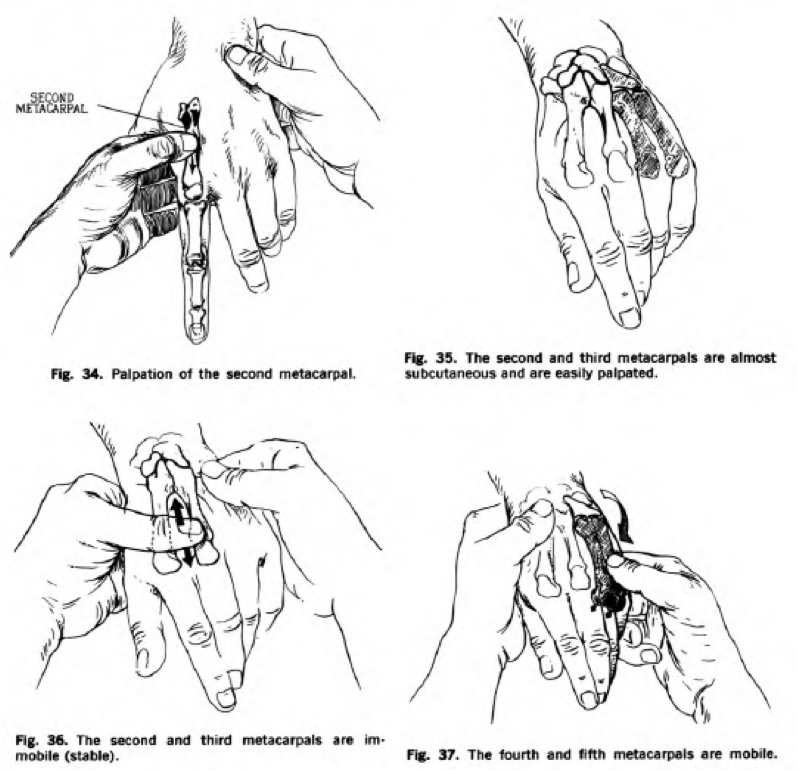 SECOND
METACARPAL
Fig. 34. Palpation of the second metacarpal.
Fig. 35. The second and third metacarpals are almost
subcutaneous and are easily palpated.
Fig. 36. The second and third metacarpals are im-
mobile (stable).
Fig. 37. The fourth and fifth metacarpals are mobile.